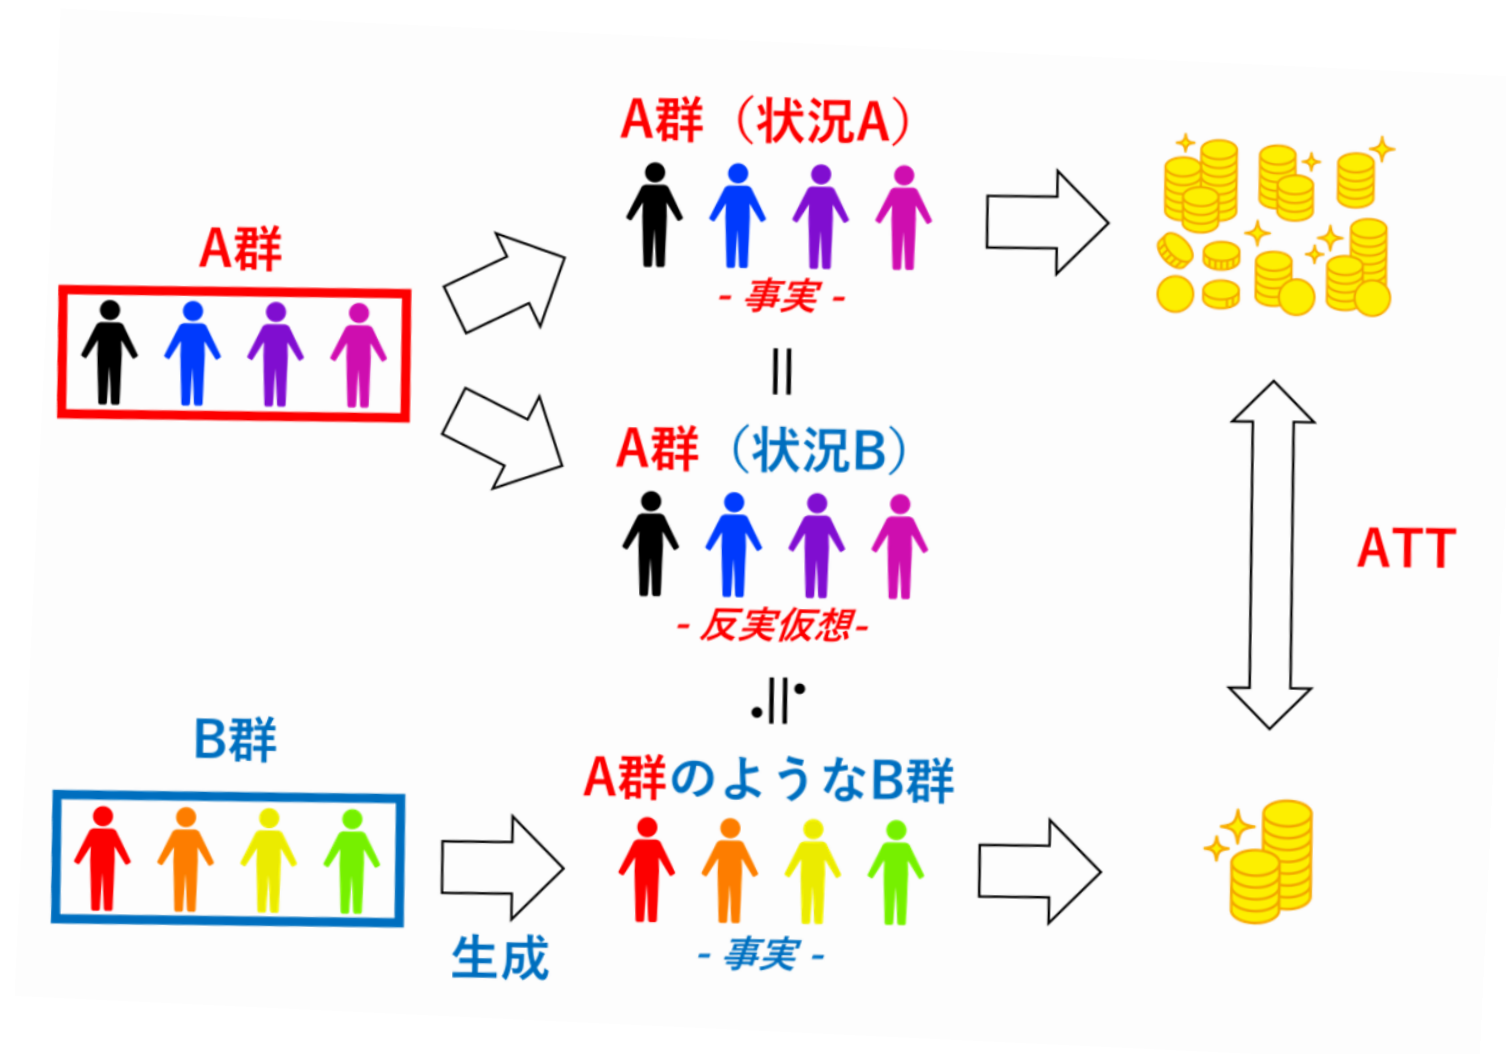 A群（状況A）
A群
- 事実 -
A群（状況B）
- 反実仮想-
ATT
B群
A群のようなB群
生成
- 事実 -